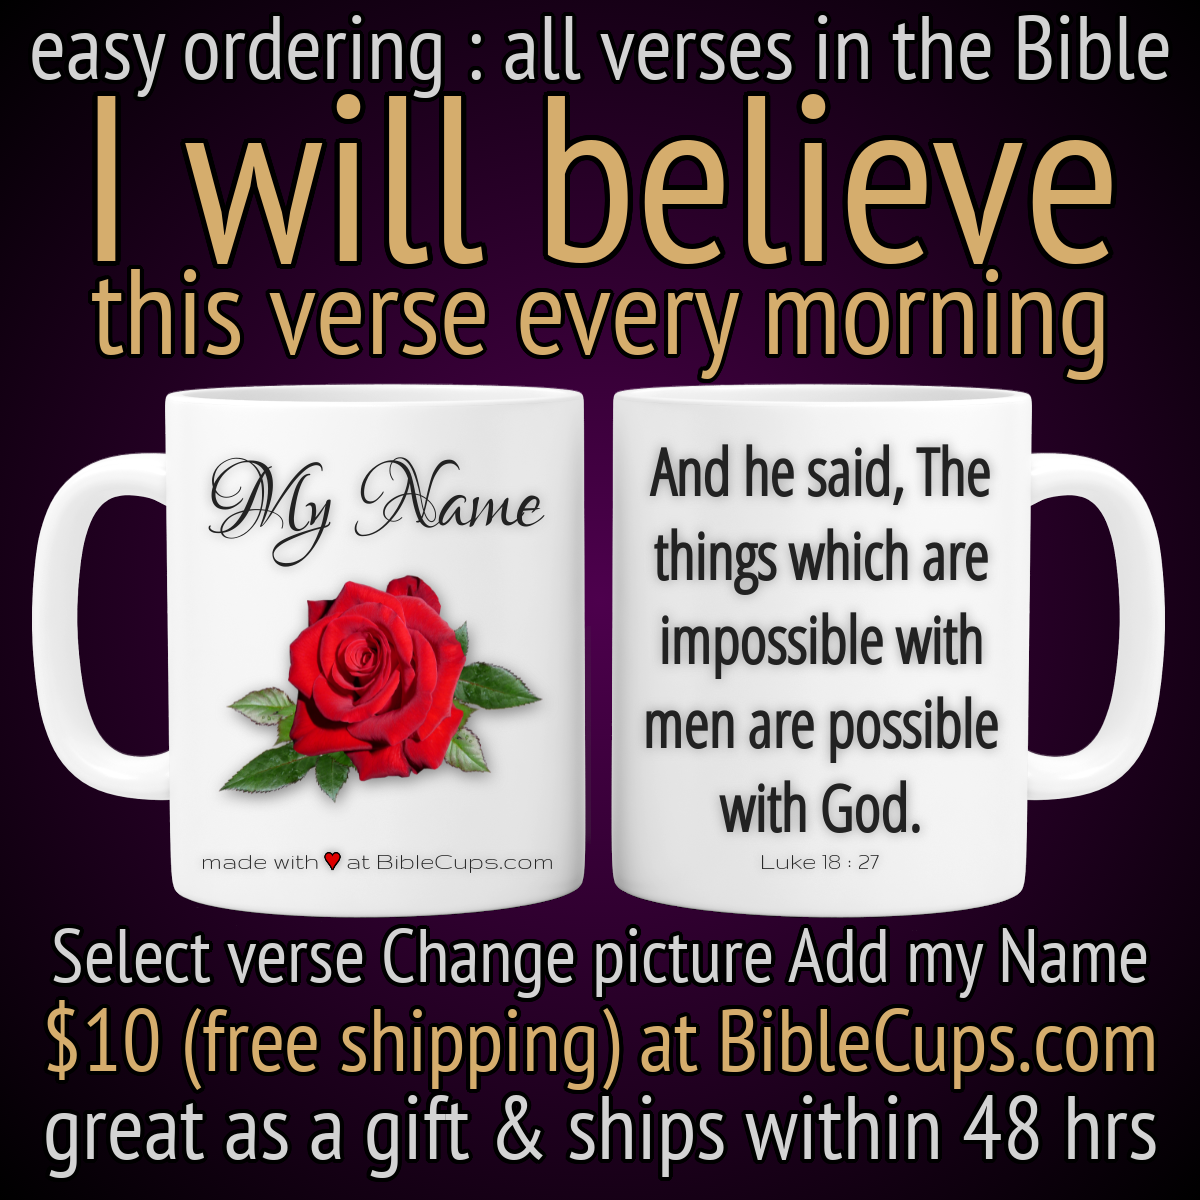 easy ordering : all verses in the Bible
I will believe
this verse every morning
My Name
made with ♥ at BibleCups.com
And he said, The
things which are
impossible with
men are possible
with God.
Luke 18 : 27
Select verse Change picture Add my Name
$10 (free shipping) at BibleCups.com
great as a gift & ships within 48 hrs